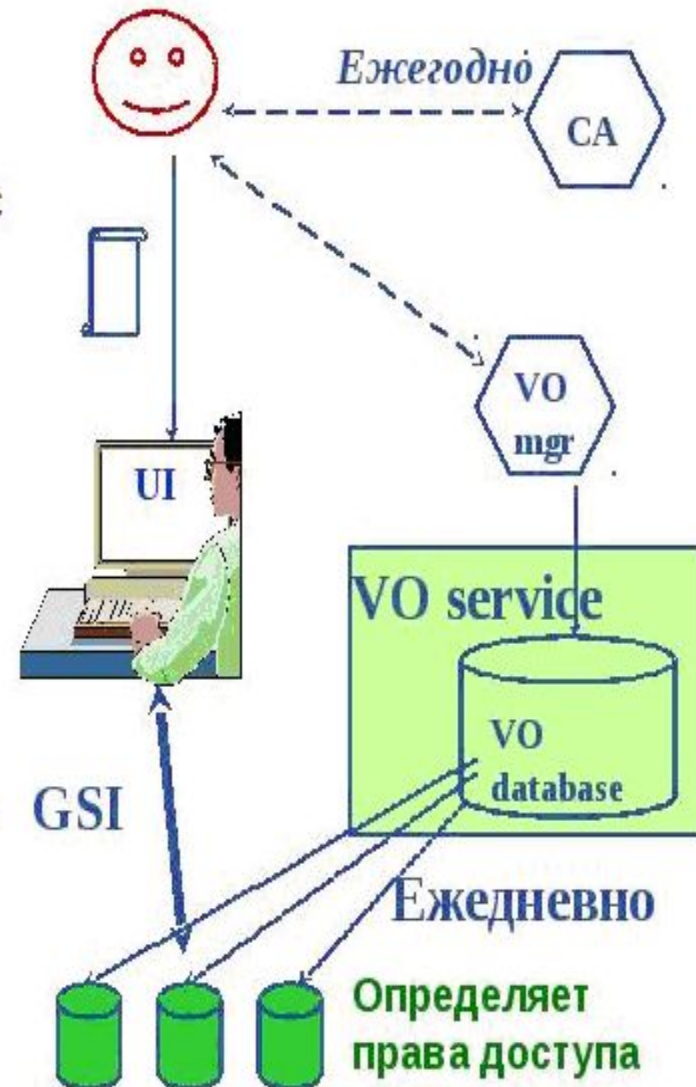 Ежегодно
CA
VO
mgr
UI
VO service
VO
database
GSI
Ежедневно
Определяет
права доступа